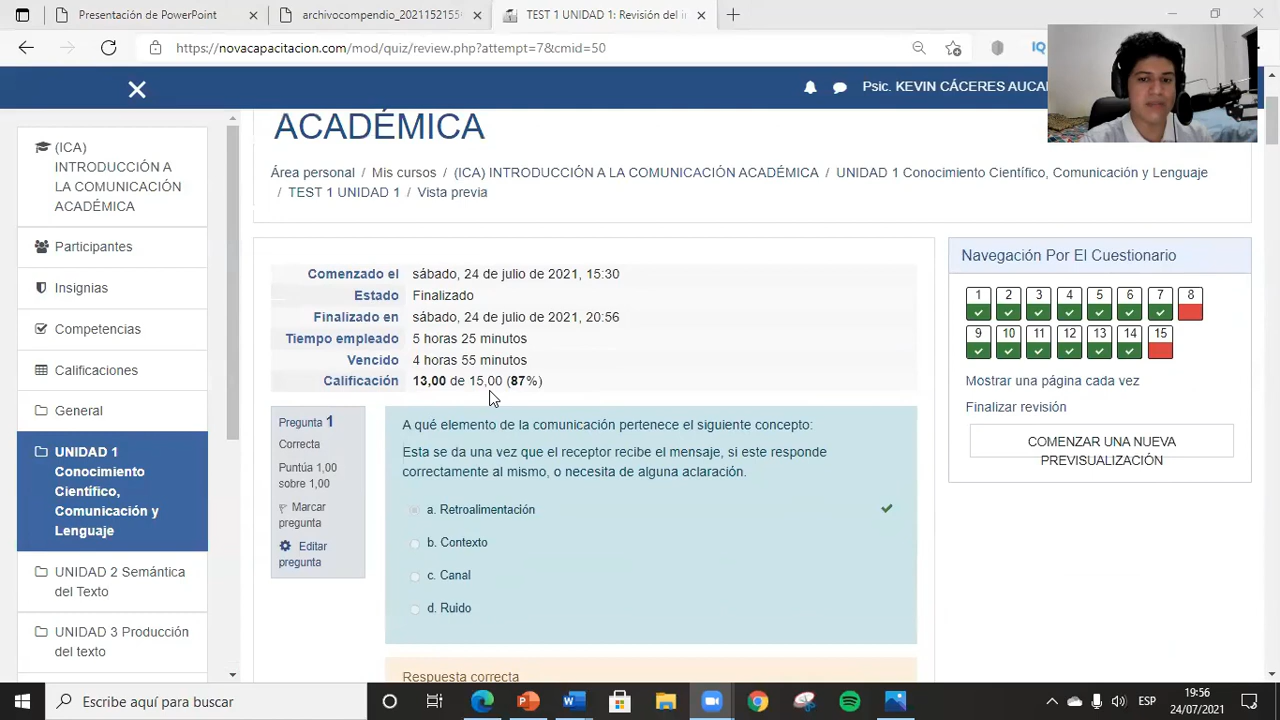 Presentación de PowerPoint
archivocompendio_20211521550
TEST 1 UNIDAD 1: Revisión del in
https://novacapacitacion.com/mod/quiz/review.php?attempt=7&cmid=50
IQ
Psic. KEVIN CÁCERES AUCA
(ICA)
INTRODUCCIÓN A
LA COMUNICACIÓN
ACADÉMICA
Participantes
Insignias
Competencias
Calificaciones
General
UNIDAD 1
Conocimiento
Científico,
Comunicación y
Lenguaje
UNIDAD 2 Semántica
del Texto
UNIDAD 3 Producción
del texto
ACADÉMICA
Área personal / Mis cursos / (ICA) INTRODUCCIÓN A LA COMUNICACIÓN ACADÉMICA / UNIDAD 1 Conocimiento Científico, Comunicación y Lenguaje
/ TEST 1 UNIDAD 1 / Vista previa
Comenzado el sábado, 24 de julio de 2021, 15:30
Estado Finalizado
Finalizado en sábado, 24 de julio de 2021, 20:56
Tiempo empleado 5 horas 25 minutos
Vencido 4 horas 55 minutos
Calificación 13,00 de 15,00 (87%)
Pregunta 1
Correcta
Puntúa 1,00
sobre 1,00
Marcar
pregunta
Editar
pregunta
A qué elemento de la comunicación pertenece el siguiente concepto:
Esta se da una vez que el receptor recibe el mensaje, si este responde
correctamente al mismo, o necesita de alguna aclaración.
a. Retroalimentación
b. Contexto
c. Canal
d. Ruido
Respuesta correcta
Navegación Por El Cuestionario
1 2 3 4 5 6 7 8
9 10 11 12 13 14 15
Mostrar una página cada vez
Finalizar revisión
COMENZAR UNA NUEVA
PREVISUALIZACIÓN
Escribe aquí para buscar
ESP
19:56
24/07/2021